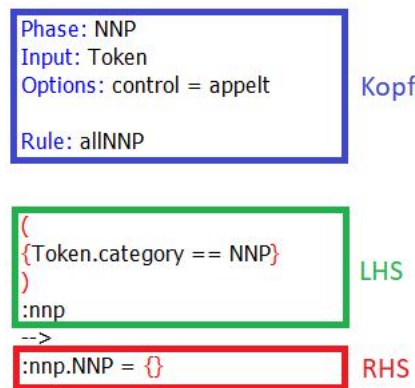 Phase: NNP
Input: Token
Options: control = appelt
Kopf
Rule: allNNP
(
{Token.category == NNP}
)
LHS
:nnp
-->
:nnp.NNP = {}
RHS